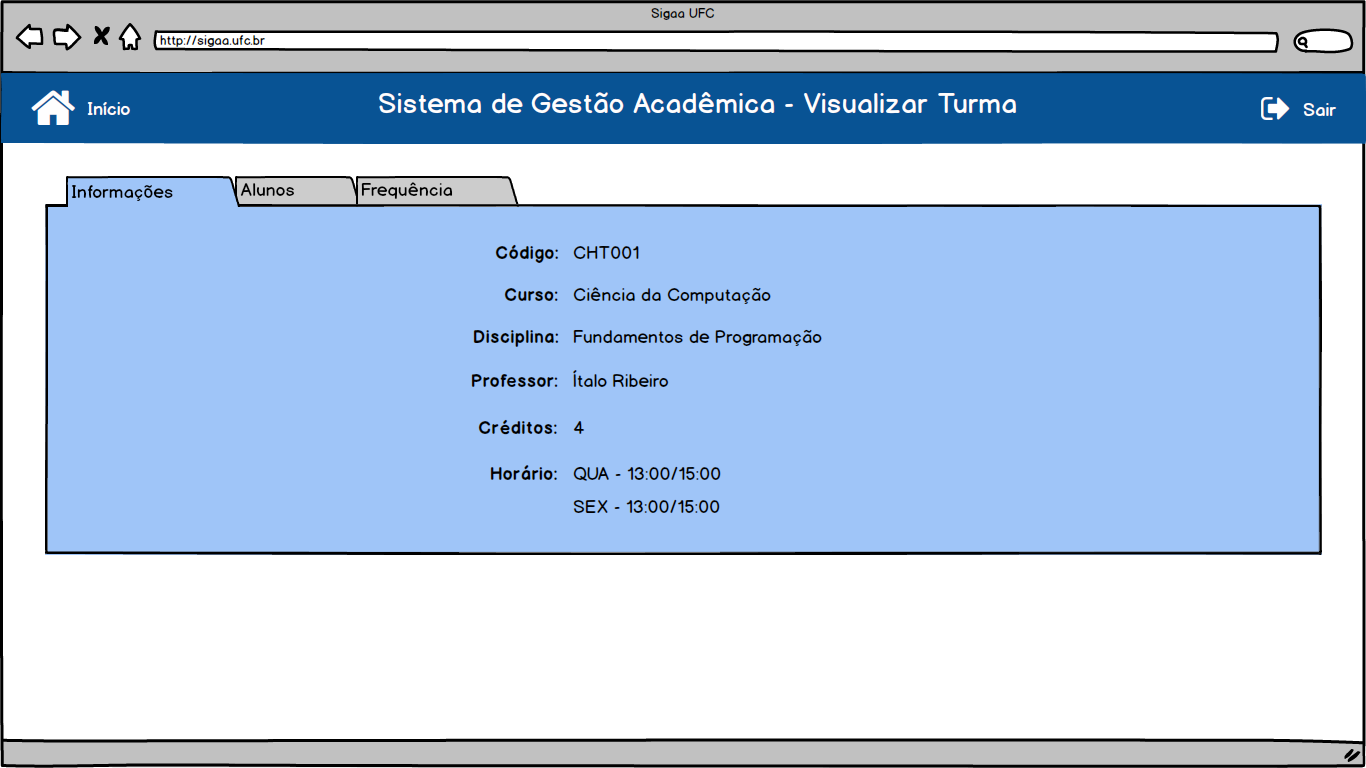 Sigaa UFC
http://sigaa.ufc.br
Início
Sistema de Gestão Acadêmica - Visualizar Turma
Sair
Informações
Alunos
Frequência
Código: CHT001
Curso: Ciência da Computação
Disciplina: Fundamentos de Programação
Professor: Ítalo Ribeiro
Créditos: 4
Horário: QUA - 13:00/15:00
SEX - 13:00/15:00